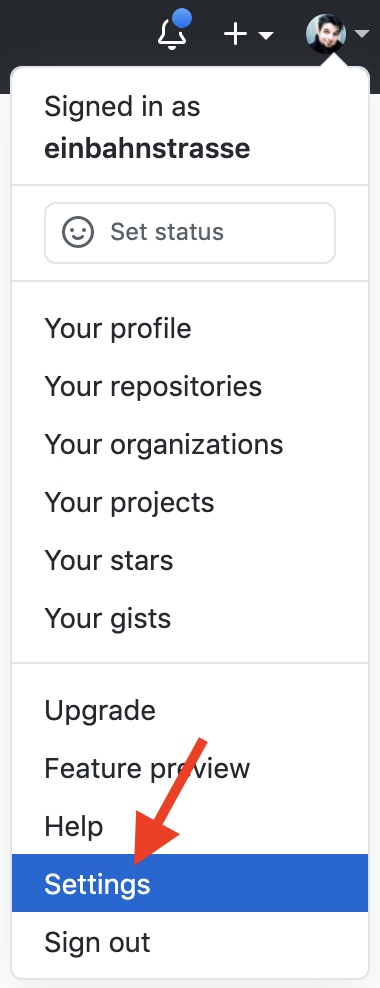 Signed in as
einbahnstrasse
Set status
Your profile
Your repositories
Your organizations
Your projects
Your stars
Your gists
Upgrade
Feature preview
Help
Settings
Sign out